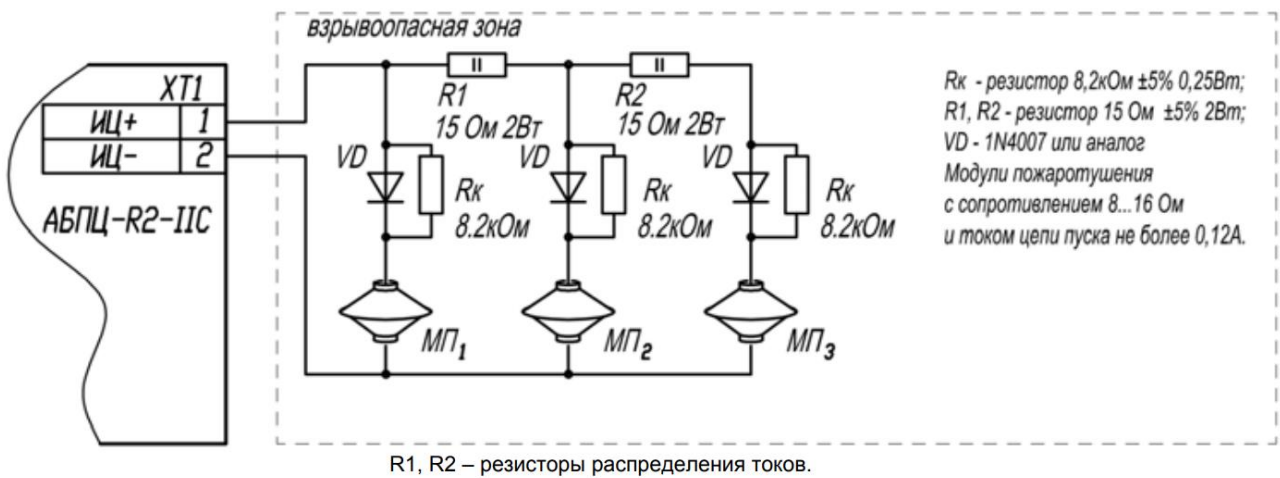 взрывоопасная зона
XT1
ИЦ+ 1
ИЦ- 2
АБПЦ-R2-IIC
R1
15 Ом 2Вт
R2
15 Ом 2Вт
VD
Rк
8.2кОм
VD
Rк
8.2кОм
VD
Rк
8.2кОм
МП1
МП2
МП3
Rк - резистор 8,2кОм ±5% 0,25Вт;
R1, R2 - резистор 15 Ом ±5% 2Вт;
VD - 1N4007 или аналог
Модули пожаротушения
с сопротивлением 8...16 Ом
и током цепи пуска не более 0,12А.
R1, R2 – резисторы распределения токов.